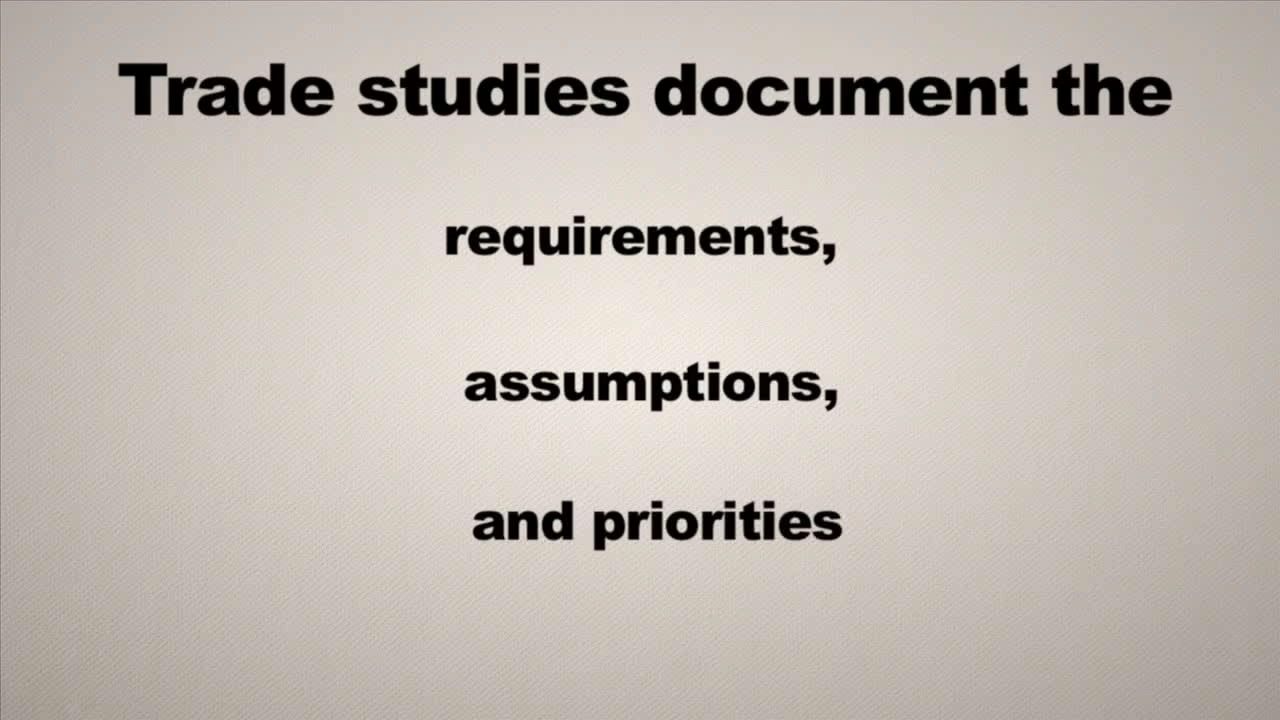 Trade studies document the
requirements,
assumptions,
and priorities